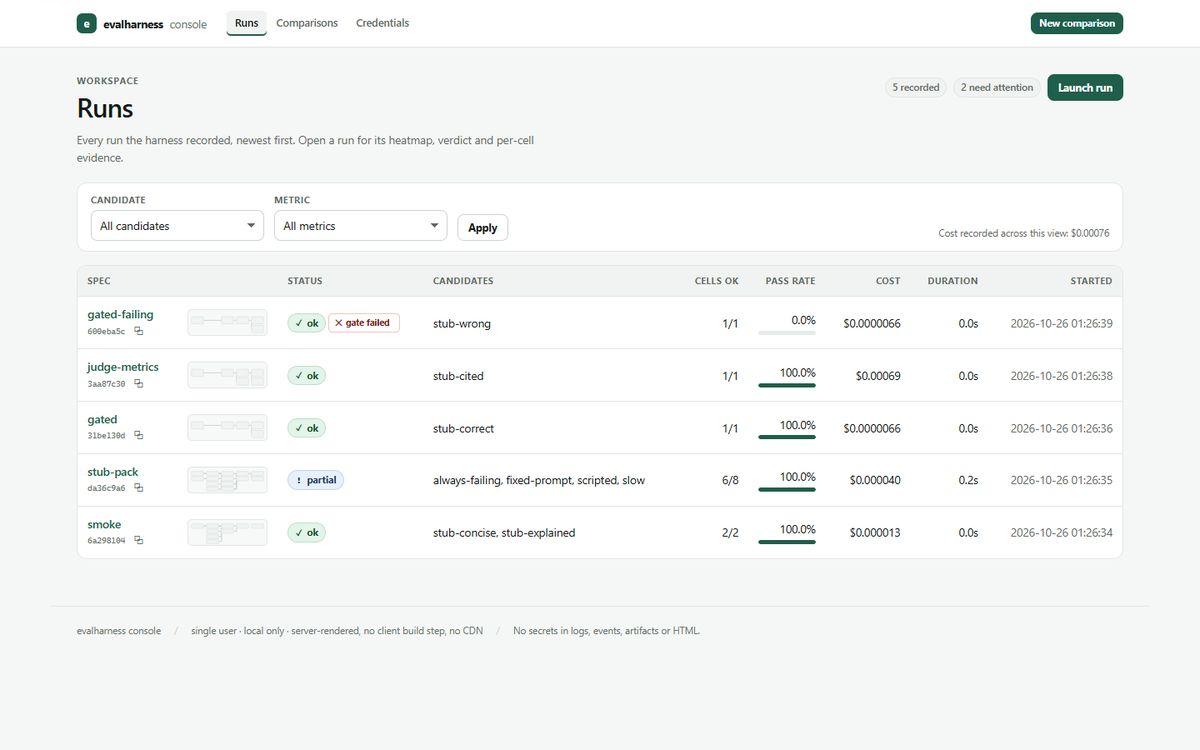 e evalharness console Runs Comparisons Credentials New comparison
WORKSPACE
Runs
5 recorded 2 need attention Launch run
Every run the harness recorded, newest first. Open a run for its heatmap, verdict and per-cell
evidence.
CANDIDATE METRIC
All candidates All metrics Apply
Cost recorded across this view: $0.00076
SPEC STATUS CANDIDATES CELLS OK PASS RATE COST DURATION STARTED
gated-failing ✓ ok ✕ gate failed stub-wrong 1/1 0.0% $0.0000066 0.0s 2026-10-26 01:26:39
600eba5c
judge-metrics ✓ ok stub-cited 1/1 100.0% $0.00069 0.0s 2026-10-26 01:26:38
3aa87c30
gated ✓ ok stub-correct 1/1 100.0% $0.0000066 0.0s 2026-10-26 01:26:36
31be130d
stub-pack ! partial always-failing, fixed-prompt, scripted, slow 6/8 100.0% $0.000040 0.2s 2026-10-26 01:26:35
da36c9a6
smoke ✓ ok stub-concise, stub-explained 2/2 100.0% $0.000013 0.0s 2026-10-26 01:26:34
6a298104
evalharness console / single user · local only · server-rendered, no client build step, no CDN / No secrets in logs, events, artifacts or HTML.